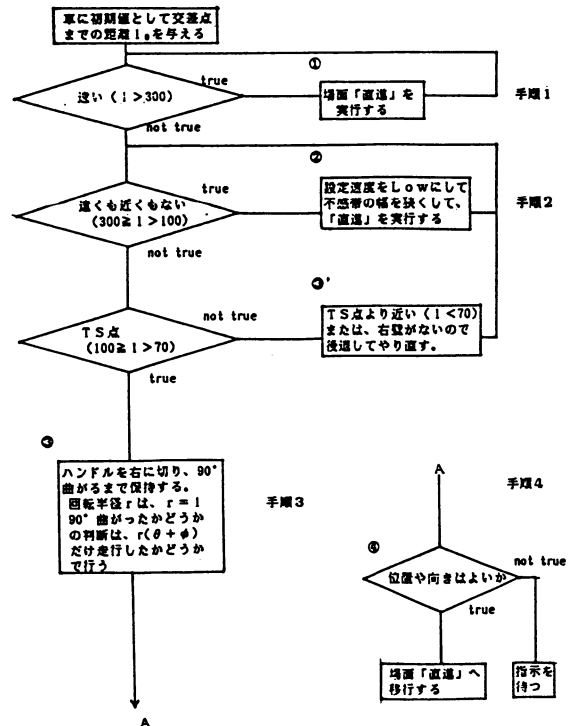 車に初期値として交差点
までの距離l₀を与える
true
①
遠い (l>300)
場面「直進」を
実行する
手順1
not true
②
true
遠くも近くもない
(300≧l>100)
設定速度をLowにして
不感帯の幅を狭くして、
「直進」を実行する
手順2
not true
③'
not true
TS点
(100≧l>70)
TS点より近い (l<70)
または、右壁がないので
後退してやり直す。
true
③
ハンドルを右に切り、90°
曲がるまで保持する。
回転半径rは、r=l
90°曲がったかどうか
の判断は、r(θ+φ)
だけ走行したかどうか
で行う
手順3
A
A
手順4
④
not true
位置や向きはよいか
true
場面「直進」へ
移行する
指示を
待つ